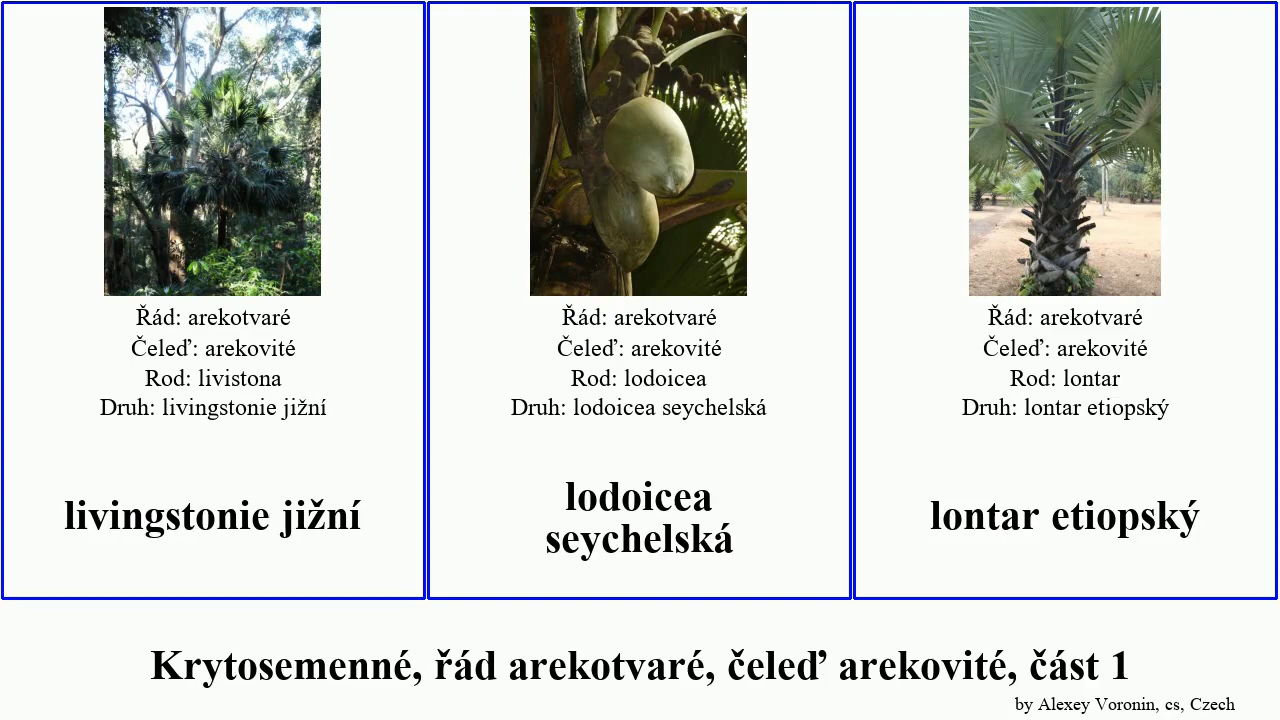 Řád: arekotvaré
Čeleď: arekovité
Rod: livistona
Druh: livingstonie jižní
livingstonie jižní
Řád: arekotvaré
Čeleď: arekovité
Rod: lodoicea
Druh: lodoicea seychelská
lodoicea
seychelská
Řád: arekotvaré
Čeleď: arekovité
Rod: lontar
Druh: lontar etiopský
lontar etiopský
Krytosemenné, řád arekotvaré, čeleď arekovité, část 1
by Alexey Voronin, cs, Czech